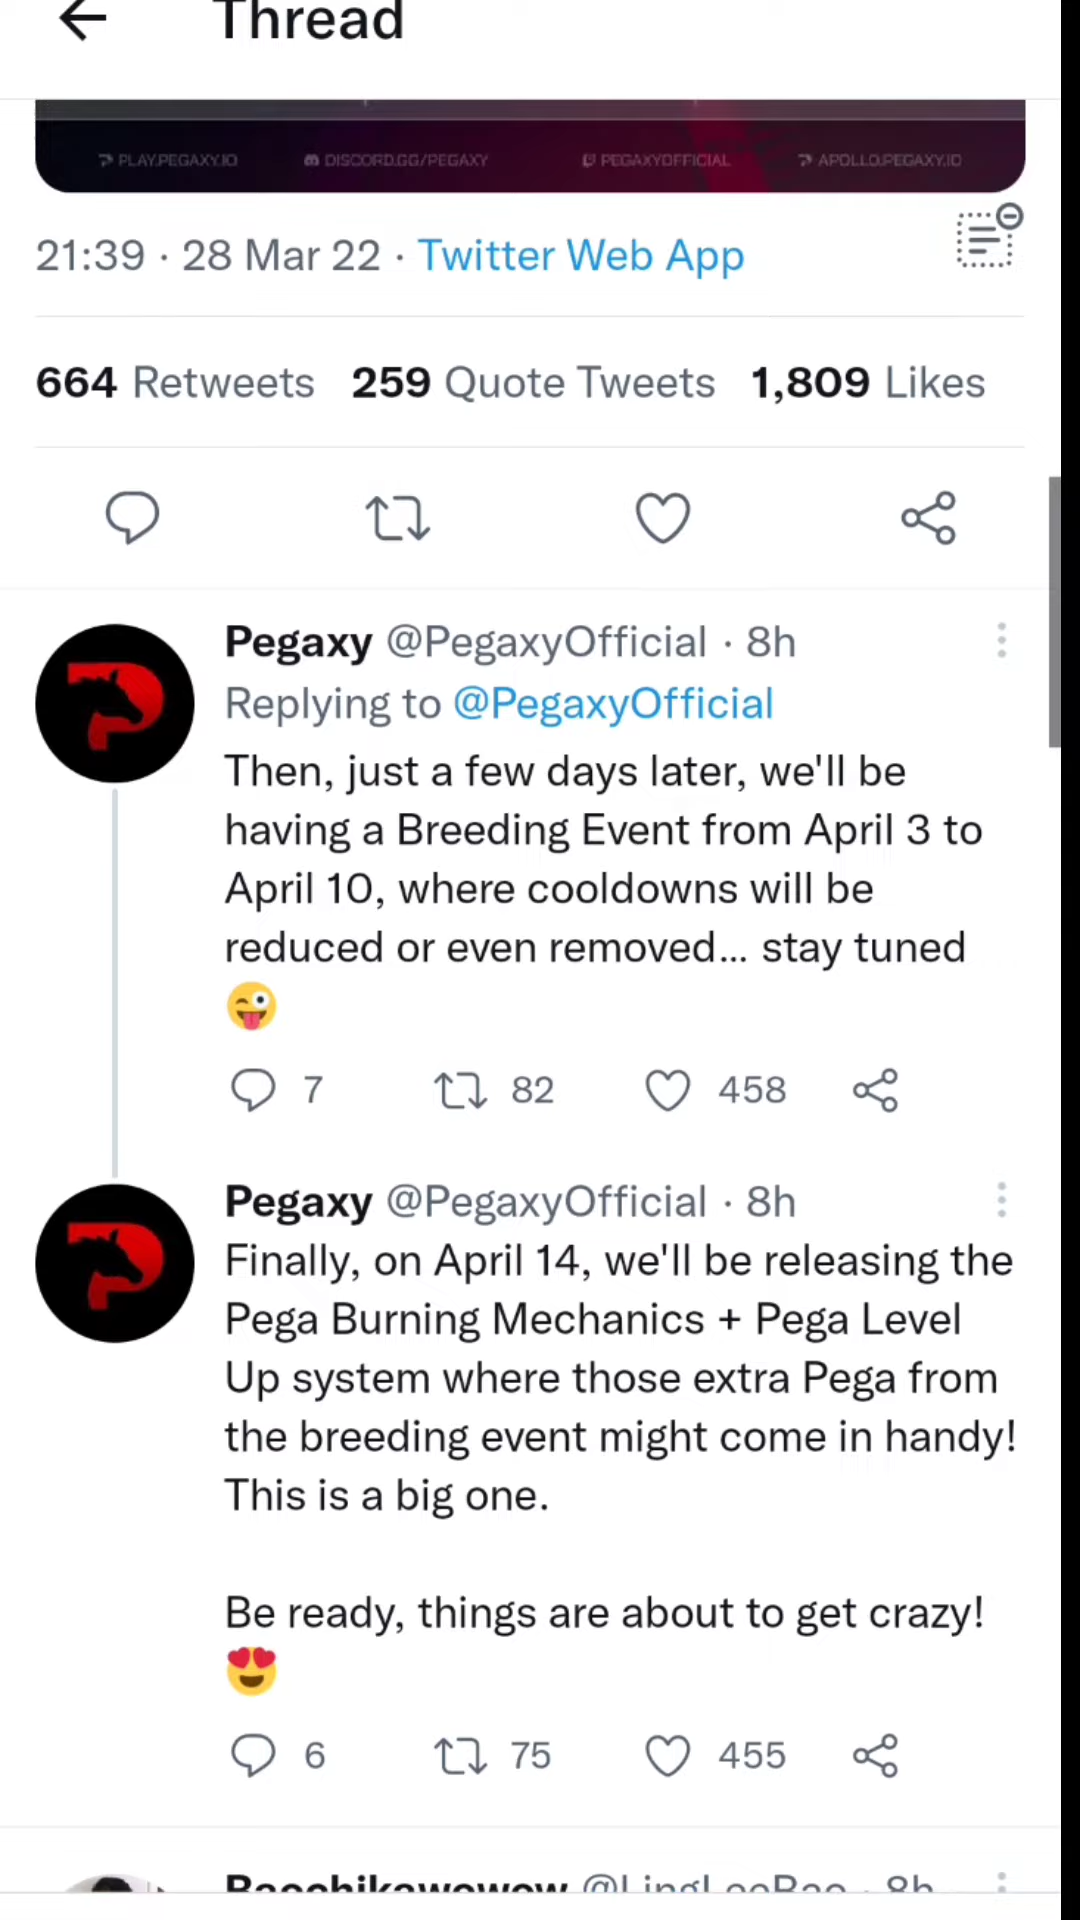 Thread
PLAY.PEGAXY.IO DISCORD.GG/PEGAXY PEGAXYOFFICIAL APOLLO.PEGAXY.IO
21:39 · 28 Mar 22 · Twitter Web App
664 Retweets 259 Quote Tweets 1,809 Likes
Pegaxy @PegaxyOfficial · 8h
Replying to @PegaxyOfficial
Then, just a few days later, we'll be
having a Breeding Event from April 3 to
April 10, where cooldowns will be
reduced or even removed... stay tuned
😜
7 82 458
Pegaxy @PegaxyOfficial · 8h
Finally, on April 14, we'll be releasing the
Pega Burning Mechanics + Pega Level
Up system where those extra Pega from
the breeding event might come in handy!
This is a big one.
Be ready, things are about to get crazy!
😍
6 75 455
8h